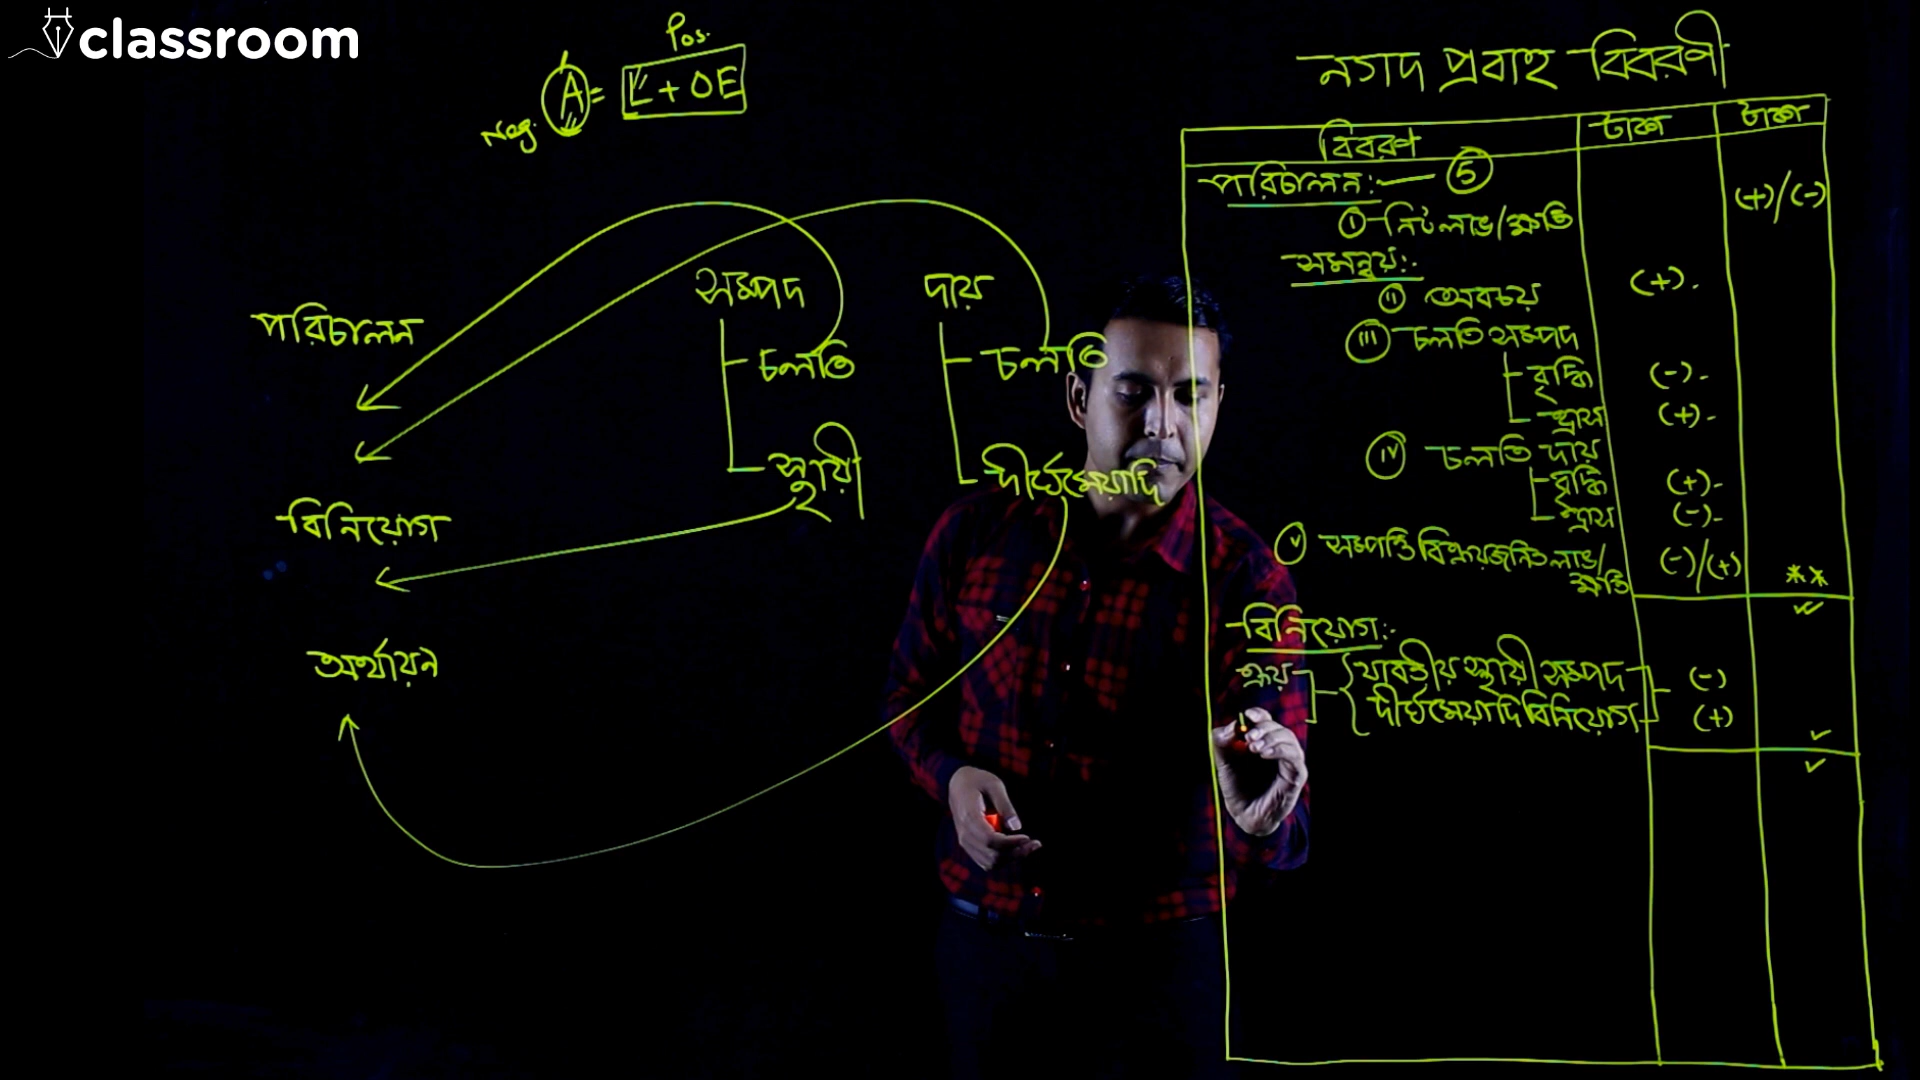 classroom
Pos.
A = L + OE
Neg.
সম্পদ
দায়
পরিচালন
চলতি
চলতি
স্থায়ী
দীর্ঘমেয়াদি
বিনিয়োগ
অর্থায়ন
নগদ প্রবাহ বিবরণী
বিবরণ টাকা টাকা
পরিচালন:- — 5
(+)/(-)
i নিট লাভ/ক্ষতি
সমন্বয়:-
ii অবচয় (+)-
iii চলতি সম্পদ
বৃদ্ধি (-)-
হ্রাস (+)-
iv চলতি দায়
বৃদ্ধি (+)-
হ্রাস (-)-
v সম্পত্তি বিক্রয়জনিত লাভ/ (-)/(+)
ক্ষতি **
বিনিয়োগ:-
ক্রয় যাবতীয় স্থায়ী সম্পদ (-)
দীর্ঘমেয়াদি বিনিয়োগ (+)